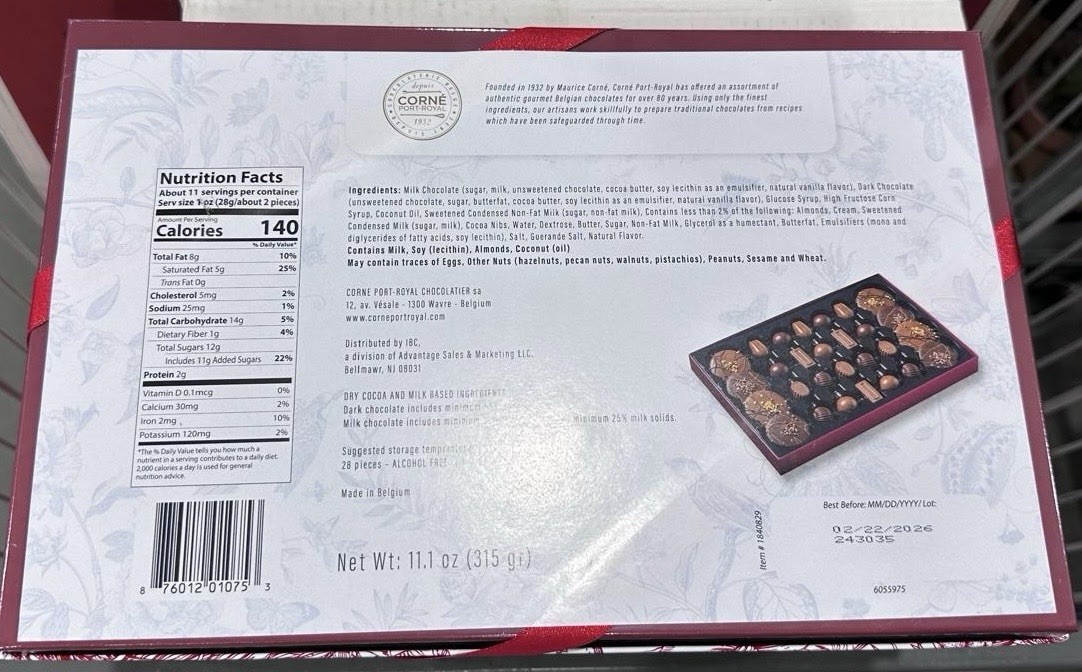 CHOCOLATERIE BELGE
depuis
CORNÉ
PORT-ROYAL
1932
Founded in 1932 by Maurice Corné, Corné Port-Royal has offered an assortment of
authentic gourmet Belgian chocolates for over 80 years. Using only the finest
ingredients, our artisans work skillfully to prepare traditional chocolates from recipes
which have been safeguarded through time.
Nutrition Facts
About 11 servings per container
Serv size 1 oz (28g/about 2 pieces)
Amount Per Serving
Calories 140
% Daily Value*
Total Fat 8g 10%
Saturated Fat 5g 25%
Trans Fat 0g
Cholesterol 5mg 2%
Sodium 25mg 1%
Total Carbohydrate 14g 5%
Dietary Fiber 1g 4%
Total Sugars 12g
Includes 11g Added Sugars 22%
Protein 2g
Vitamin D 0.1mcg 0%
Calcium 30mg 2%
Iron 2mg 10%
Potassium 120mg 2%
*The % Daily Value tells you how much a
nutrient in a serving contributes to a daily diet.
2,000 calories a day is used for general
nutrition advice.
8 76012 01075 3
Ingredients: Milk Chocolate (sugar, milk, unsweetened chocolate, cocoa butter, soy lecithin as an emulsifier, natural vanilla flavor), Dark Chocolate
(unsweetened chocolate, sugar, butterfat, cocoa butter, soy lecithin as an emulsifier, natural vanilla flavor), Glucose Syrup, High Fructose Corn
Syrup, Coconut Oil, Sweetened Condensed Non-Fat Milk (sugar, non-fat milk), Contains less than 2% of the following: Almonds, Cream, Sweetened
Condensed Milk (sugar, milk), Cocoa Nibs, Water, Dextrose, Butter, Sugar, Non-Fat Milk, Glycerol as a humectant, Butterfat, Emulsifiers (mono and
diglycerides of fatty acids, soy lecithin), Salt, Guerande Salt, Natural Flavor.
Contains Milk, Soy (lecithin), Almonds, Coconut (oil)
May contain traces of Eggs, Other Nuts (hazelnuts, pecan nuts, walnuts, pistachios), Peanuts, Sesame and Wheat.
CORNE PORT-ROYAL CHOCOLATIER sa
12, av. Vésale - 1300 Wavre - Belgium
www.corneportroyal.com
Distributed by IBC,
a division of Advantage Sales & Marketing LLC.
Bellmawr, NJ 08031
DRY COCOA AND MILK BASED INGREDIENTS
Dark chocolate includes minimum
Milk chocolate includes minimum minimum 25% milk solids.
Suggested storage temperature
28 pieces - ALCOHOL FREE
Made in Belgium
Net Wt: 11.1 oz (315 gr)
Item # 1840829
Best Before: MM/DD/YYYY/ Lot:
02/22/2026
243035
6055975